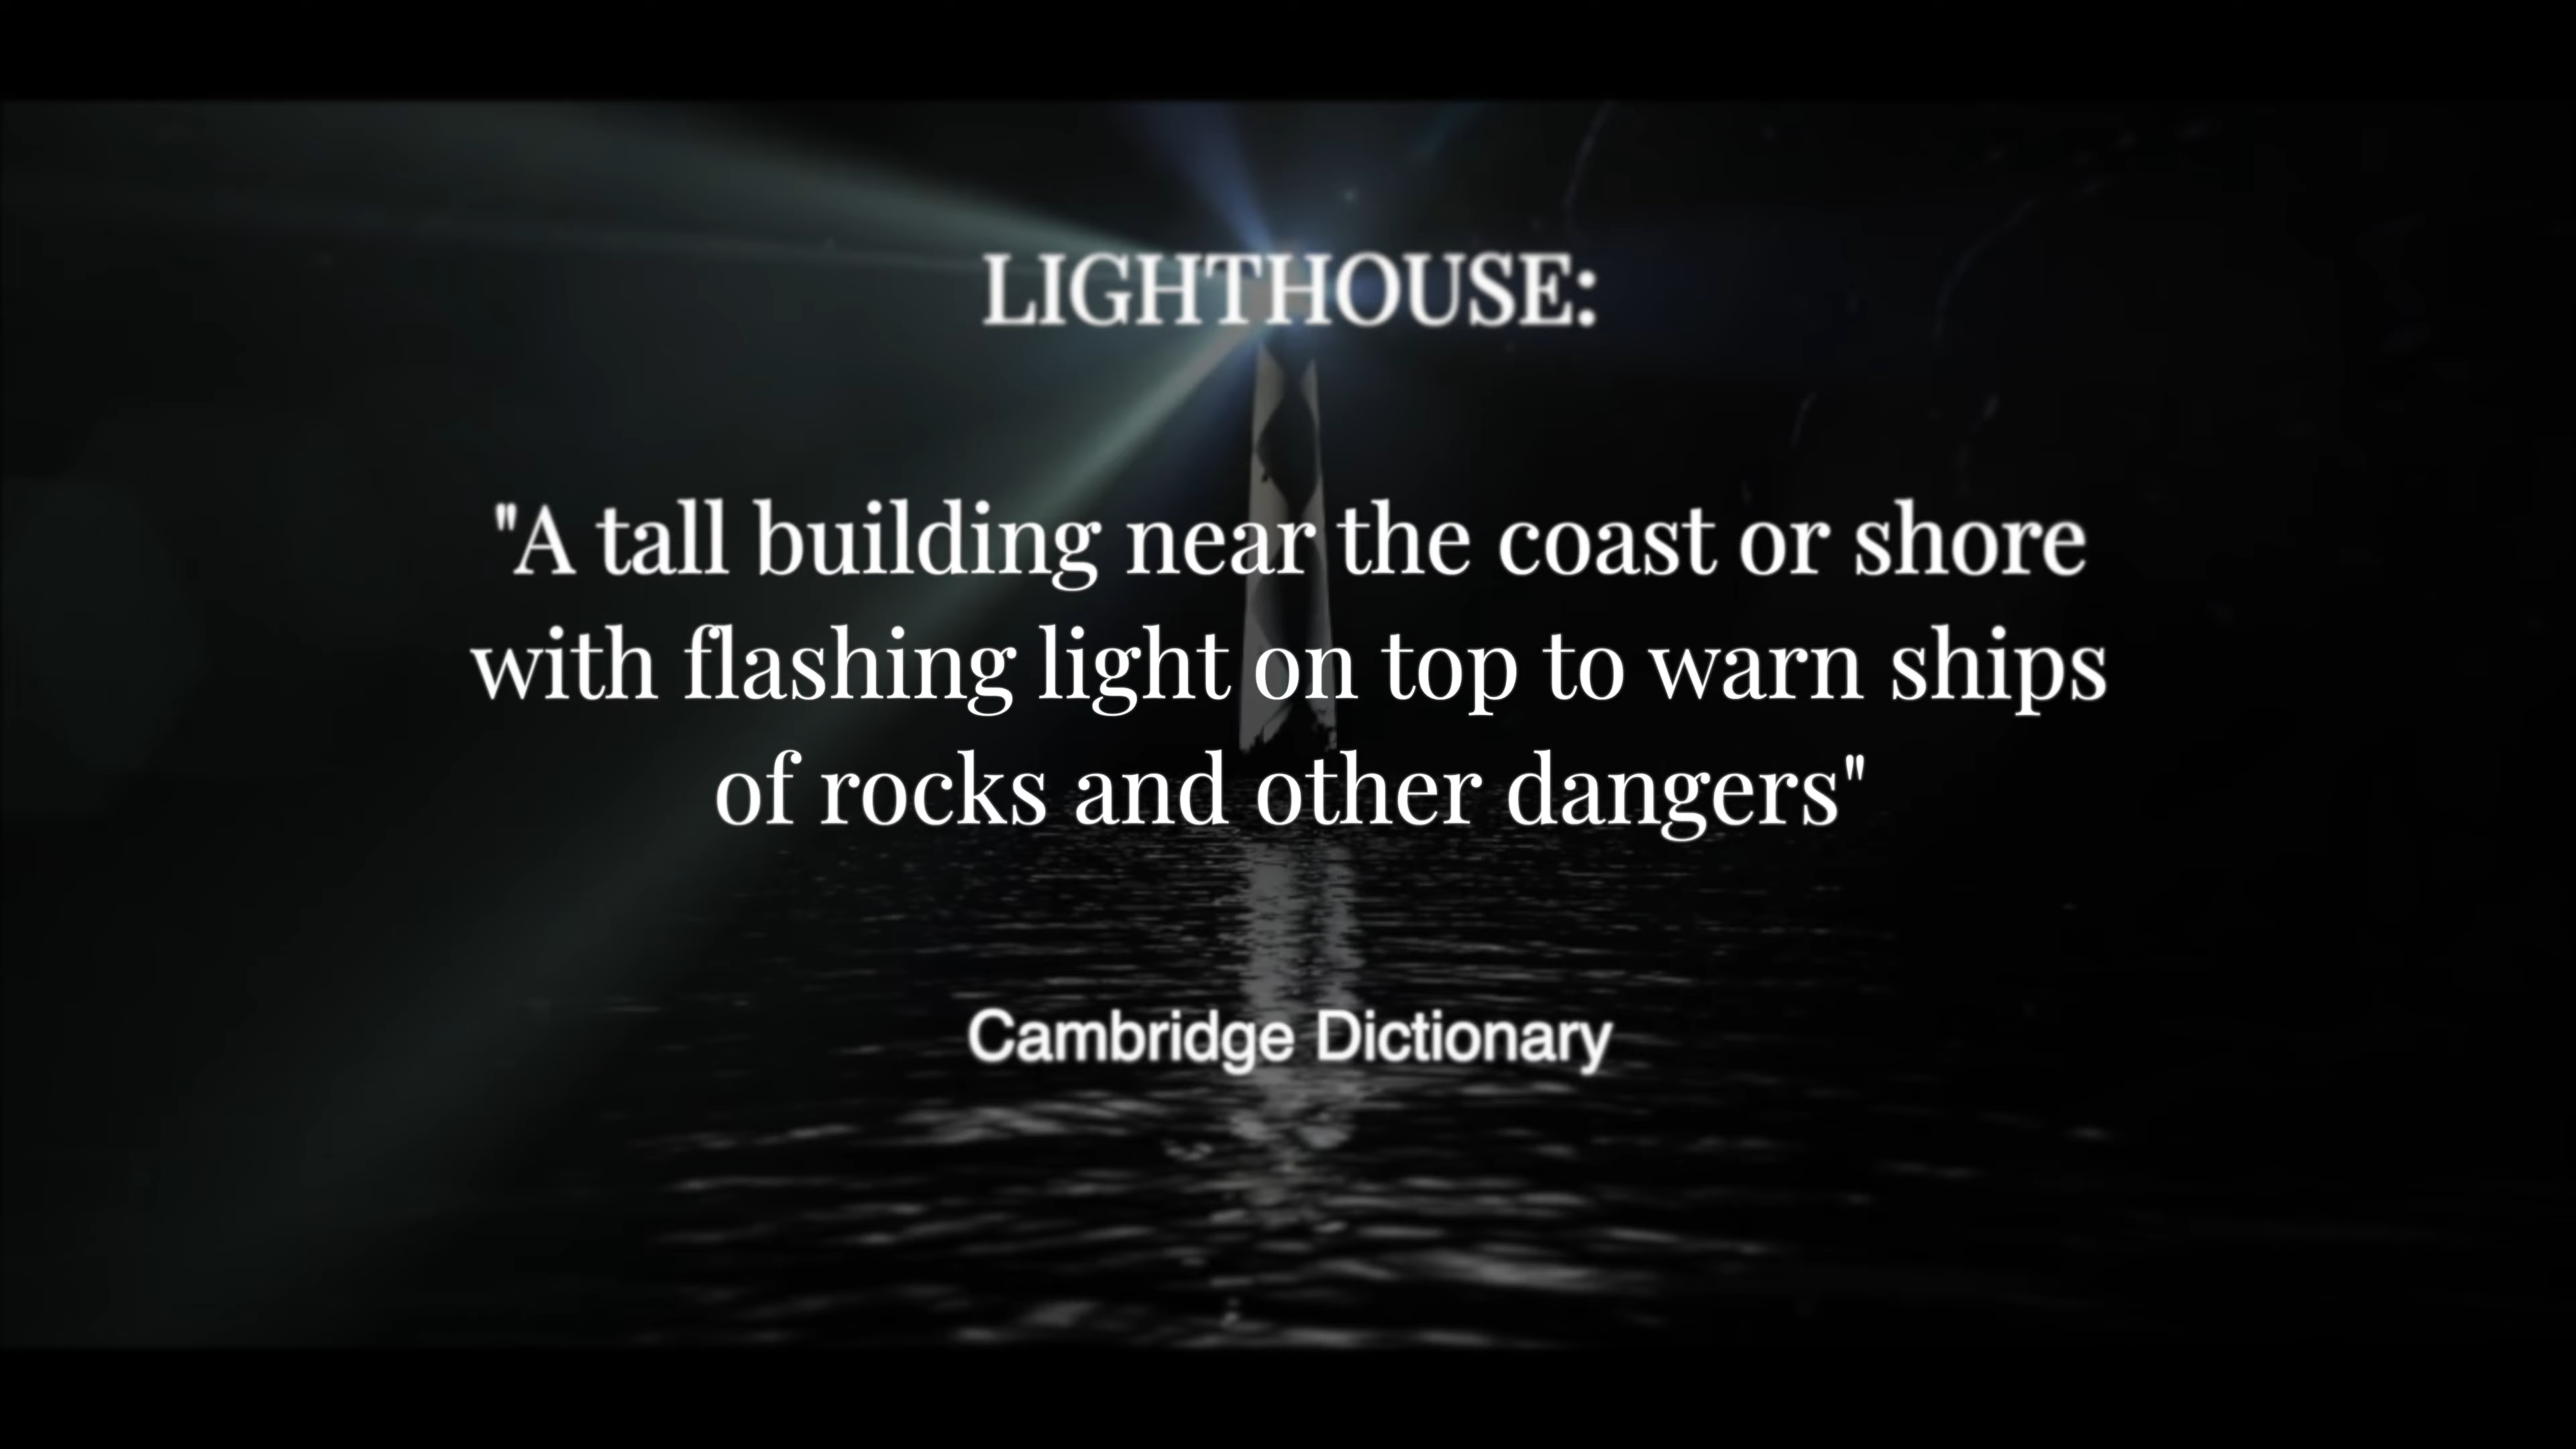 LIGHTHOUSE:
"A tall building near the coast or shore
with flashing light on top to warn ships
of rocks and other dangers"
Cambridge Dictionary